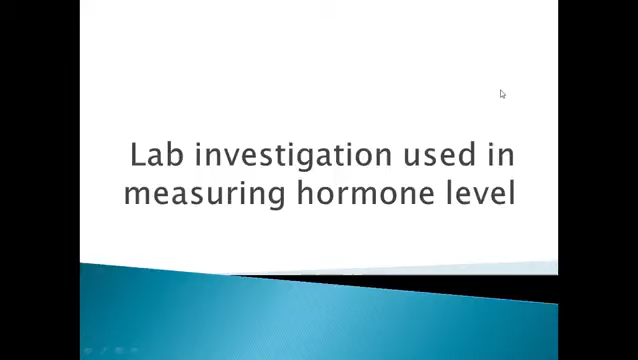 Lab investigation used in
measuring hormone level